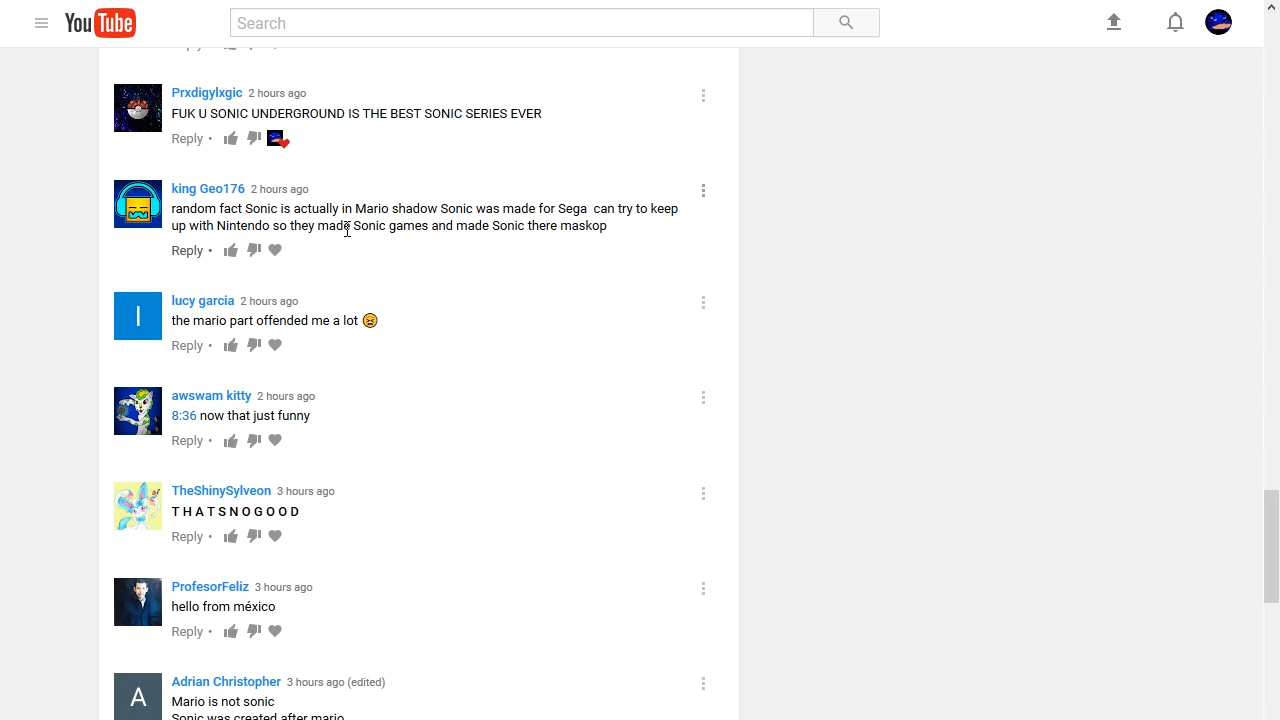 YouTube
Search
Prxdigylxgic 2 hours ago
FUK U SONIC UNDERGROUND IS THE BEST SONIC SERIES EVER
Reply •
king Geo176 2 hours ago
random fact Sonic is actually in Mario shadow Sonic was made for Sega  can try to keep
up with Nintendo so they made Sonic games and made Sonic there maskop
Reply •
l
lucy garcia 2 hours ago
the mario part offended me a lot 😣
Reply •
awswam kitty 2 hours ago
8:36 now that just funny
Reply •
TheShinySylveon 3 hours ago
T H A T S N O G O O D
Reply •
ProfesorFeliz 3 hours ago
hello from méxico
Reply •
A
Adrian Christopher 3 hours ago (edited)
Mario is not sonic
Sonic was created after mario